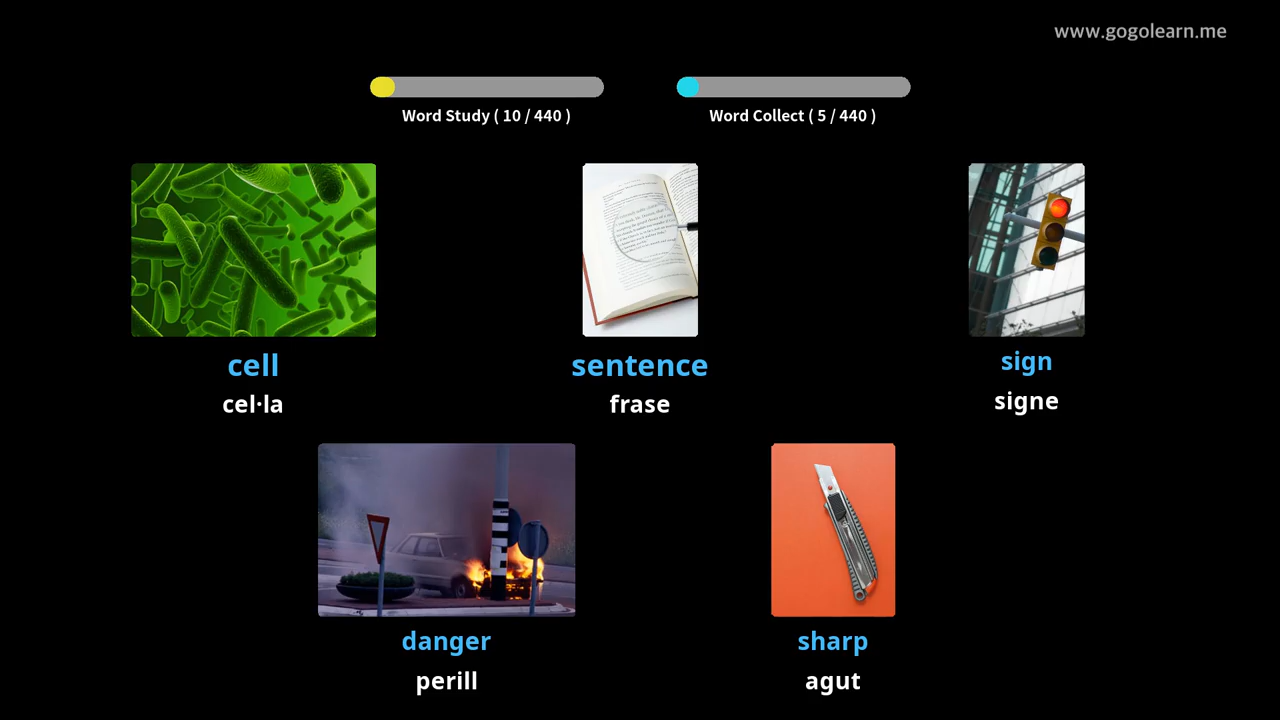 www.gogolearn.me
Word Study ( 10 / 440 )
Word Collect ( 5 / 440 )
cell
cel·la
sentence
frase
sign
signe
danger
perill
sharp
agut